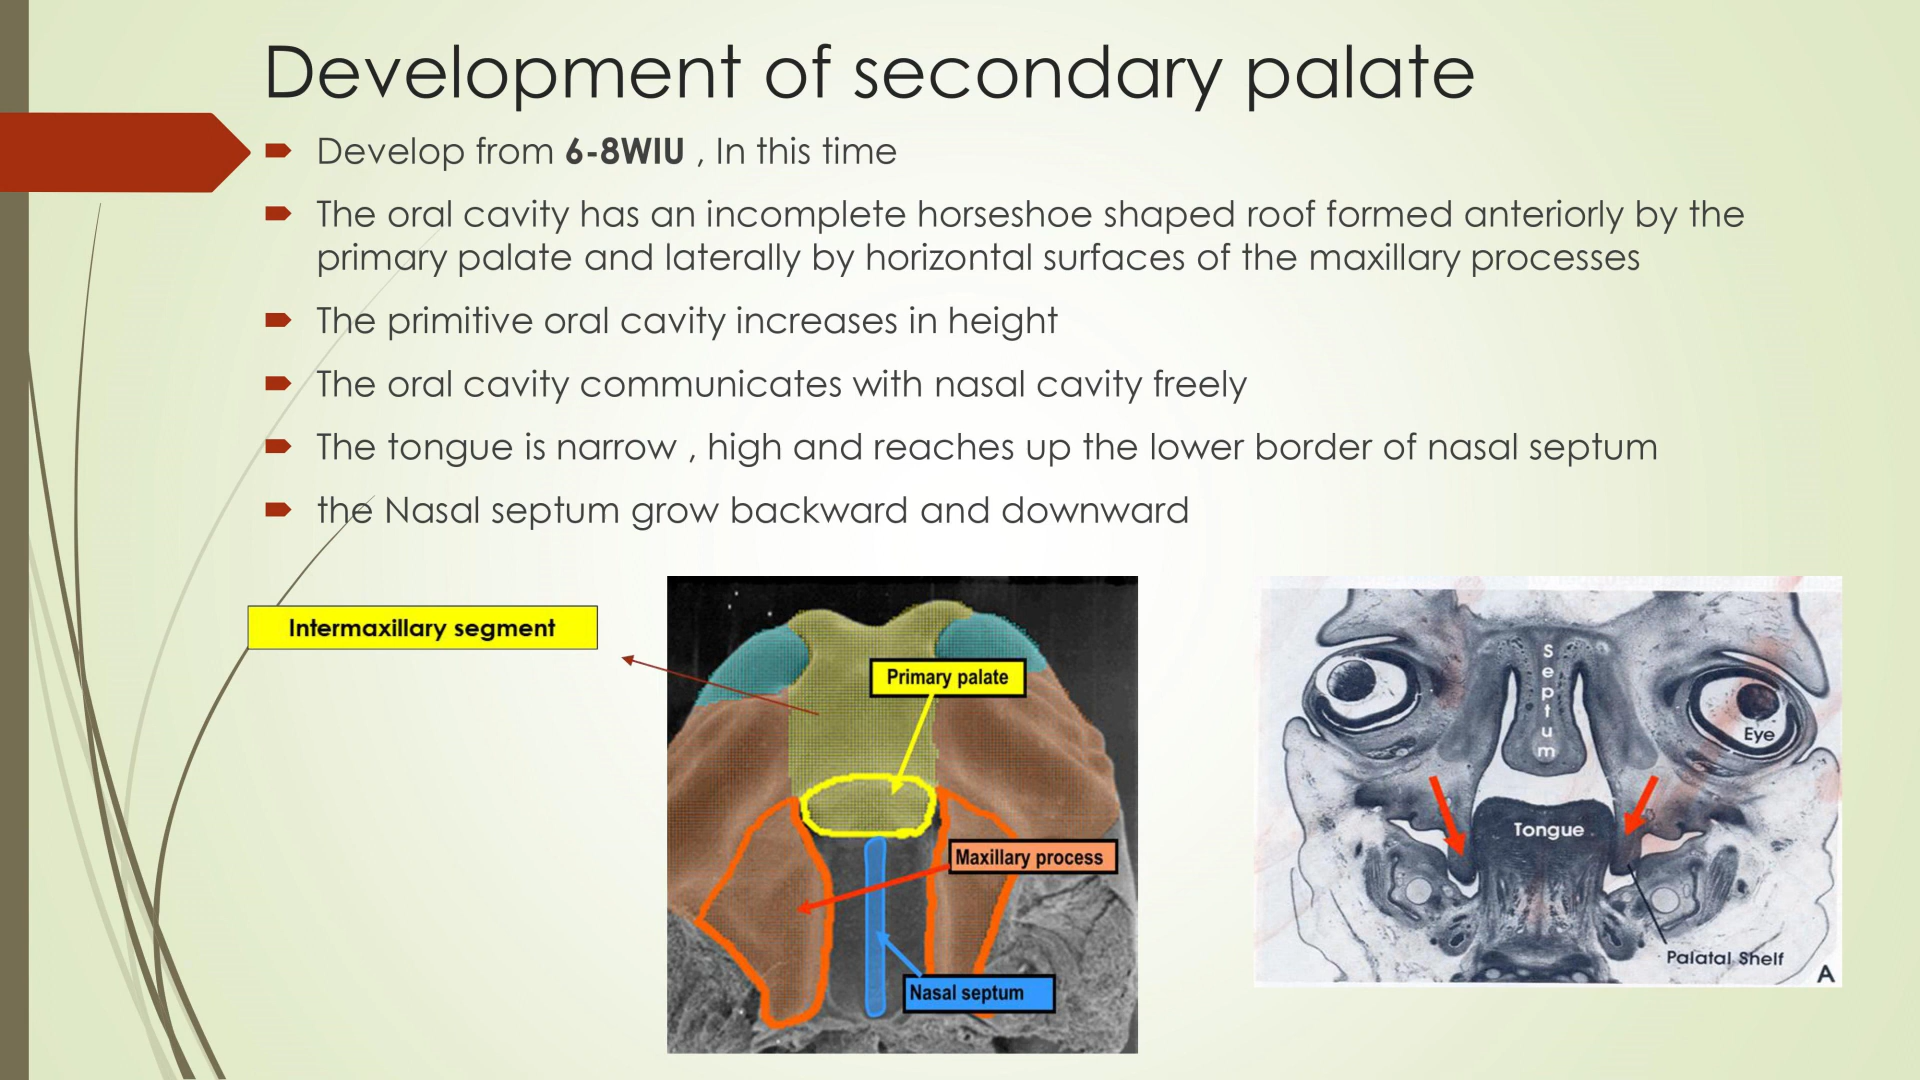 Development of secondary palate
Develop from 6-8WIU , In this time
The oral cavity has an incomplete horseshoe shaped roof formed anteriorly by the
primary palate and laterally by horizontal surfaces of the maxillary processes
The primitive oral cavity increases in height
The oral cavity communicates with nasal cavity freely
The tongue is narrow , high and reaches up the lower border of nasal septum
the Nasal septum grow backward and downward
Intermaxillary segment
Primary palate
Maxillary process
Nasal septum
Septum
Eye
Tongue
Palatal Shelf
A